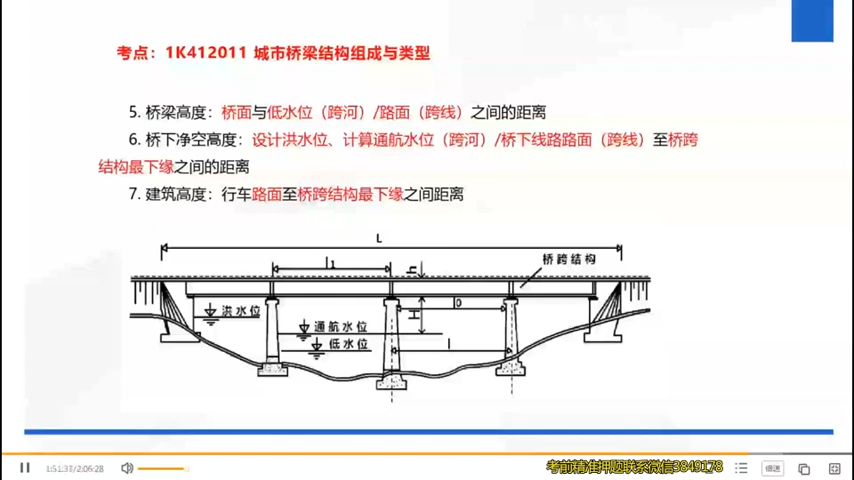 考点：1K412011 城市桥梁结构组成与类型
5. 桥梁高度：桥面与低水位（跨河）/路面（跨线）之间的距离
6. 桥下净空高度：设计洪水位、计算通航水位（跨河）/桥下线路路面（跨线）至桥跨
结构最下缘之间的距离
7. 建筑高度：行车路面至桥跨结构最下缘之间距离
L
l1
h
桥跨结构
l0
H
洪水位
通航水位
低水位
l
1:51:37/2:06:28
考前精准押题联系微信3849178
倍速